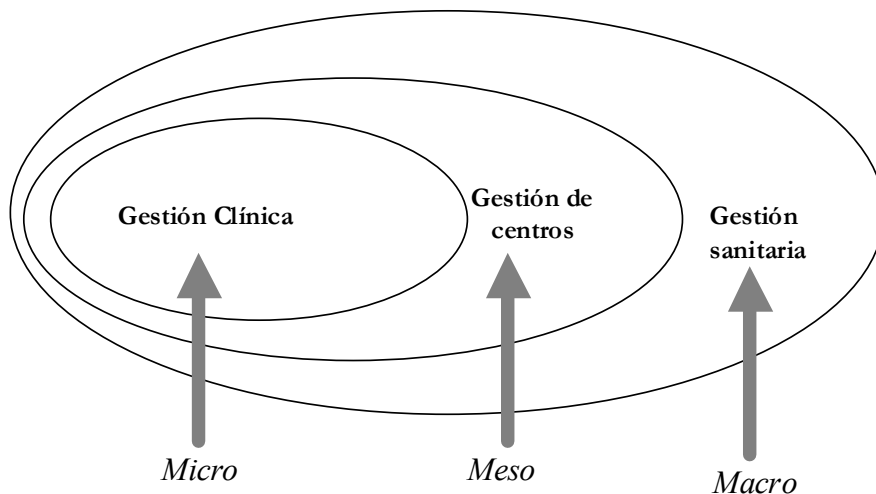 Gestión Clínica
Gestión de
centros
Gestión
sanitaria
Micro
Meso
Macro